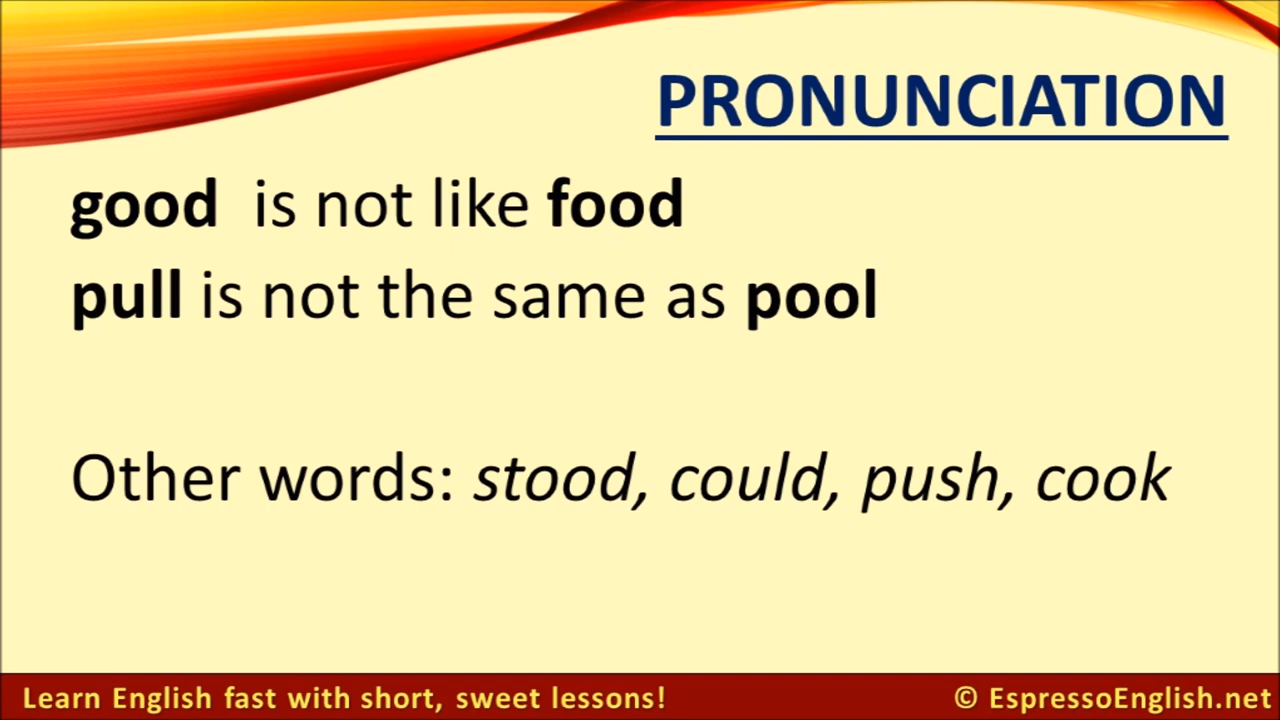 PRONUNCIATION
good is not like food
pull is not the same as pool
Other words: stood, could, push, cook
Learn English fast with short, sweet lessons!
© EspressoEnglish.net